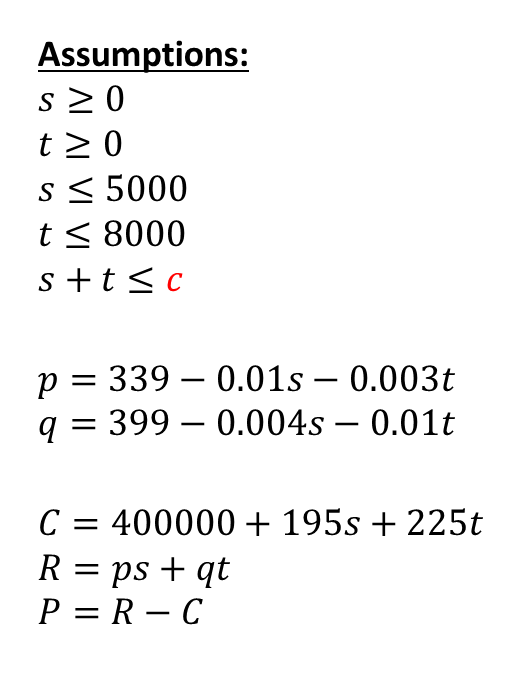 Assumptions:
s ≥ 0
t ≥ 0
s ≤ 5000
t ≤ 8000
s + t ≤ c
p = 339 − 0.01s − 0.003t
q = 399 − 0.004s − 0.01t
C = 400000 + 195s + 225t
R = ps + qt
P = R − C